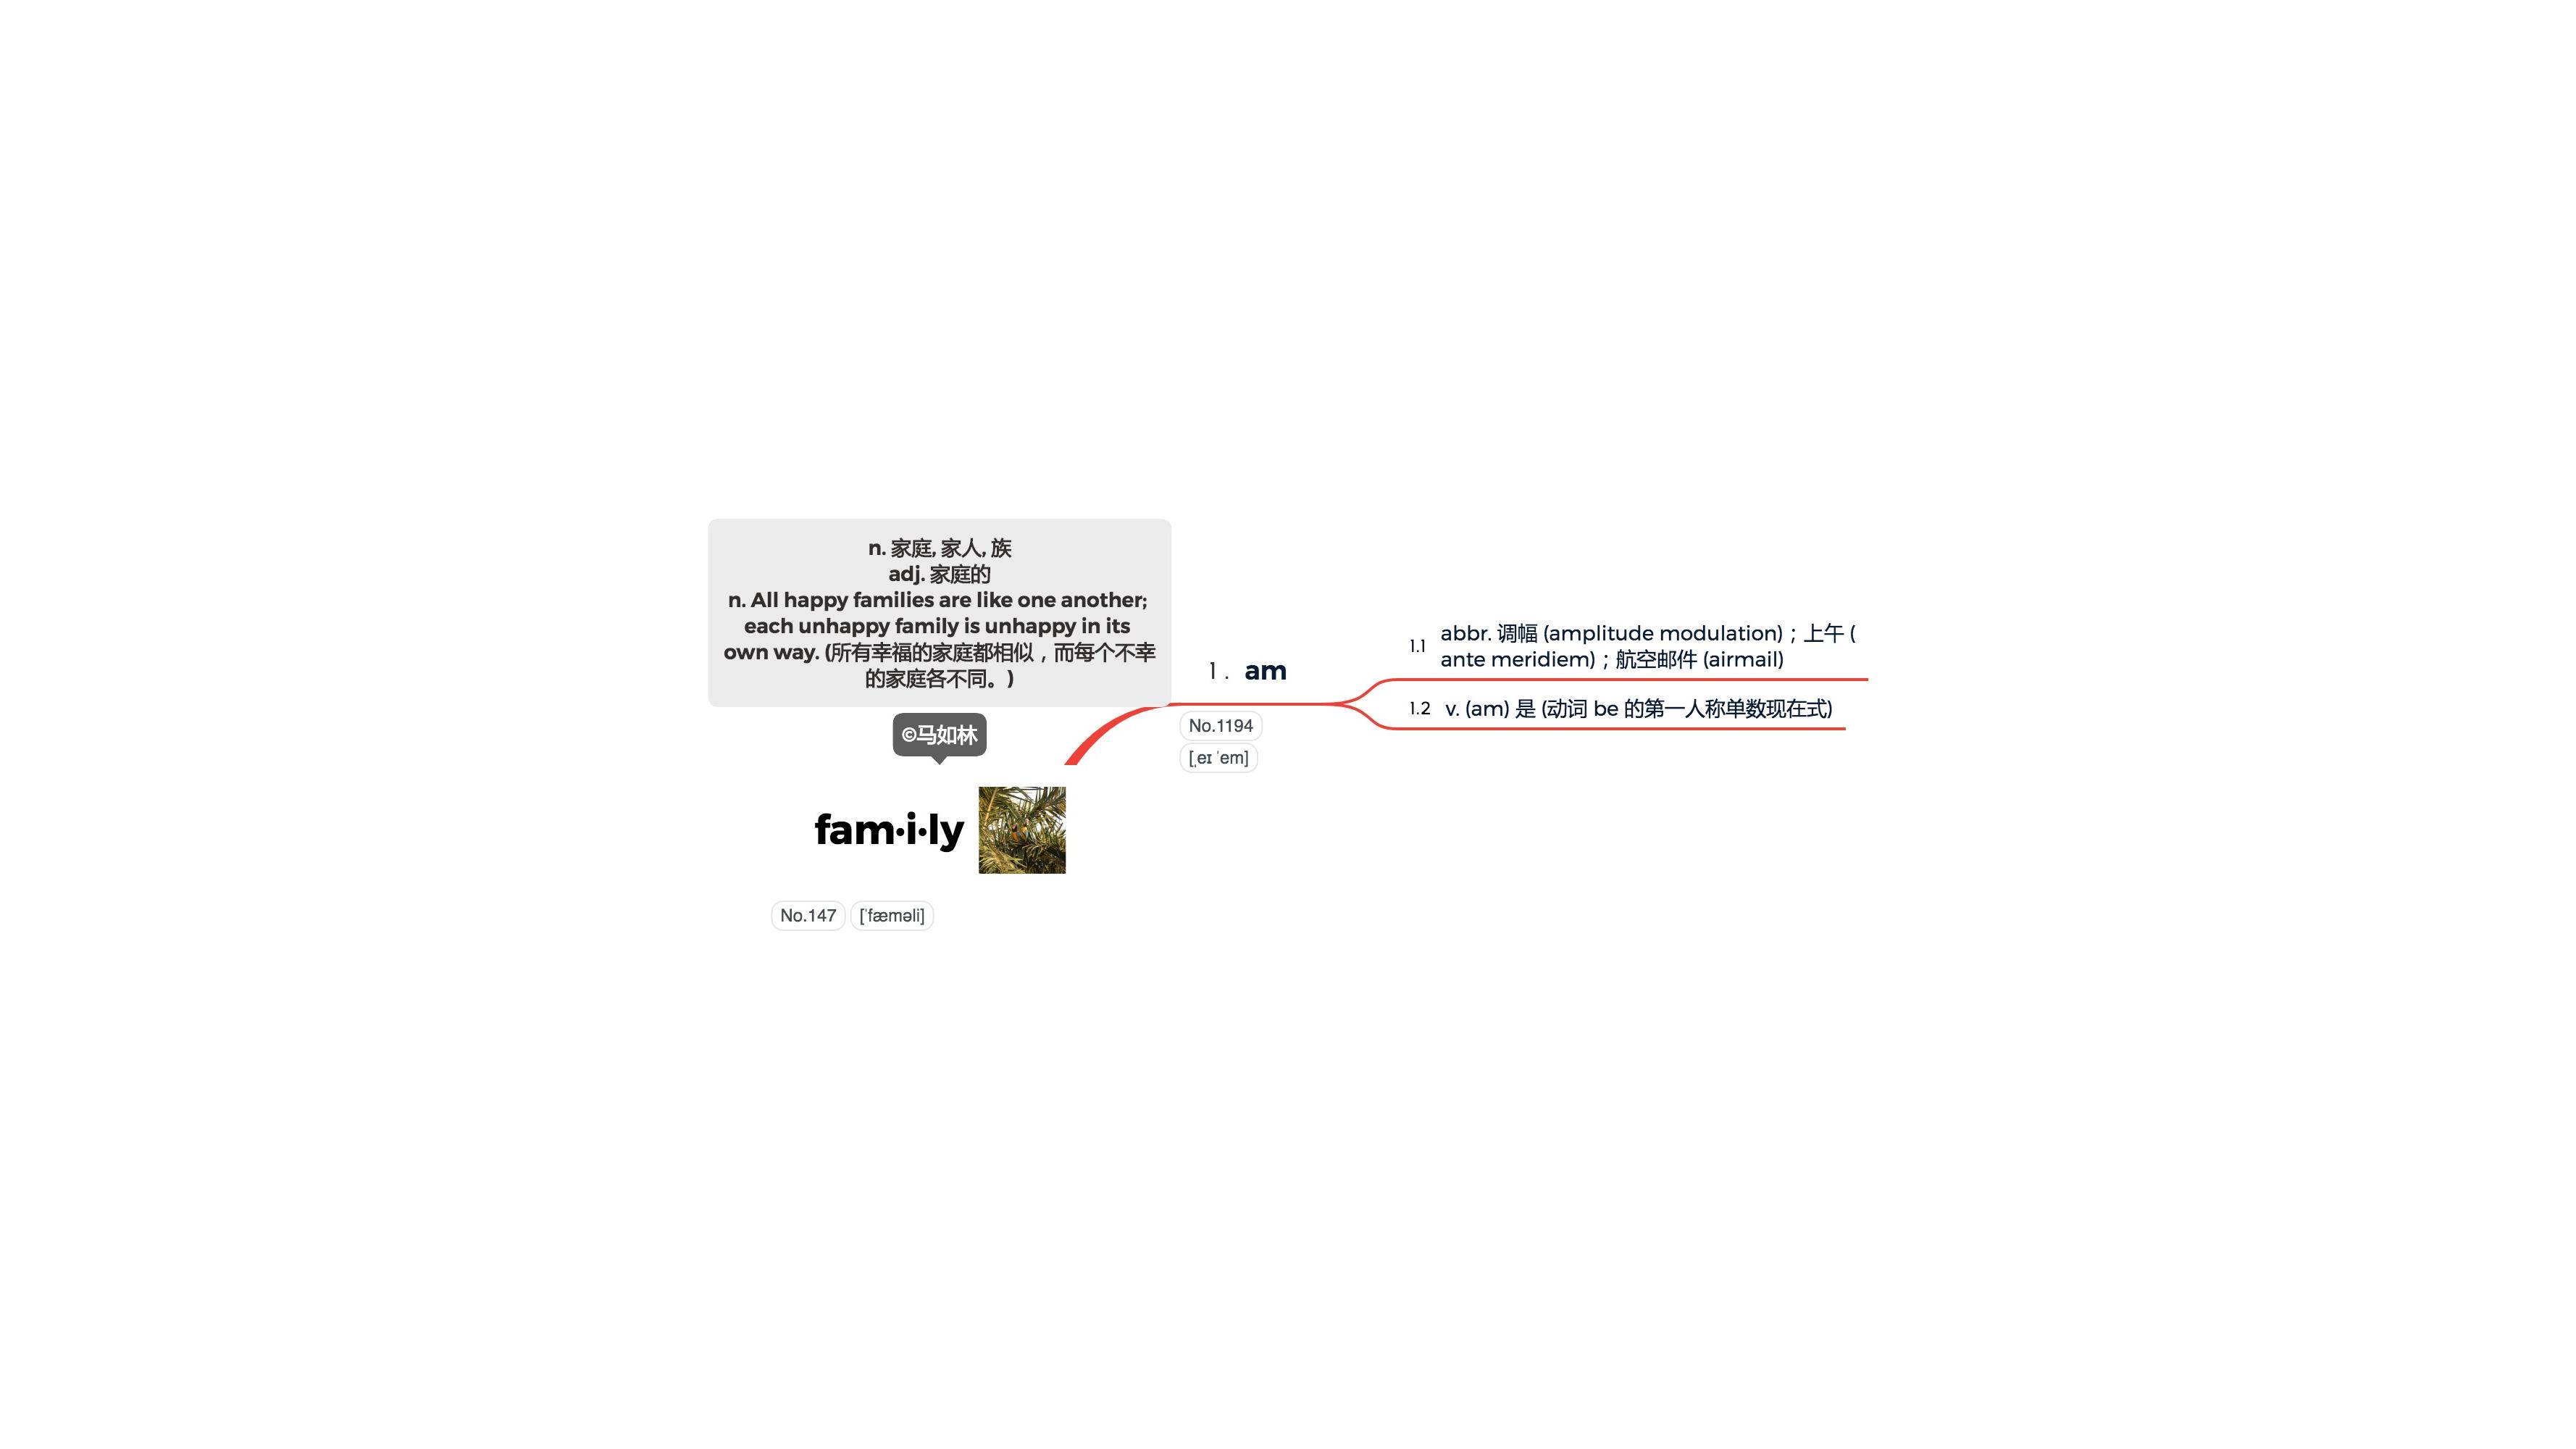 n. 家庭, 家人, 族
adj. 家庭的
n. All happy families are like one another;
each unhappy family is unhappy in its
own way. (所有幸福的家庭都相似，而每个不幸
的家庭各不同。)
©马如林
fam·i·ly
No.147 [ˈfæməli]
1. am
No.1194
[ˌeɪ ˈem]
1.1 abbr. 调幅 (amplitude modulation)；上午 (
ante meridiem)；航空邮件 (airmail)
1.2 v. (am) 是 (动词 be 的第一人称单数现在式)